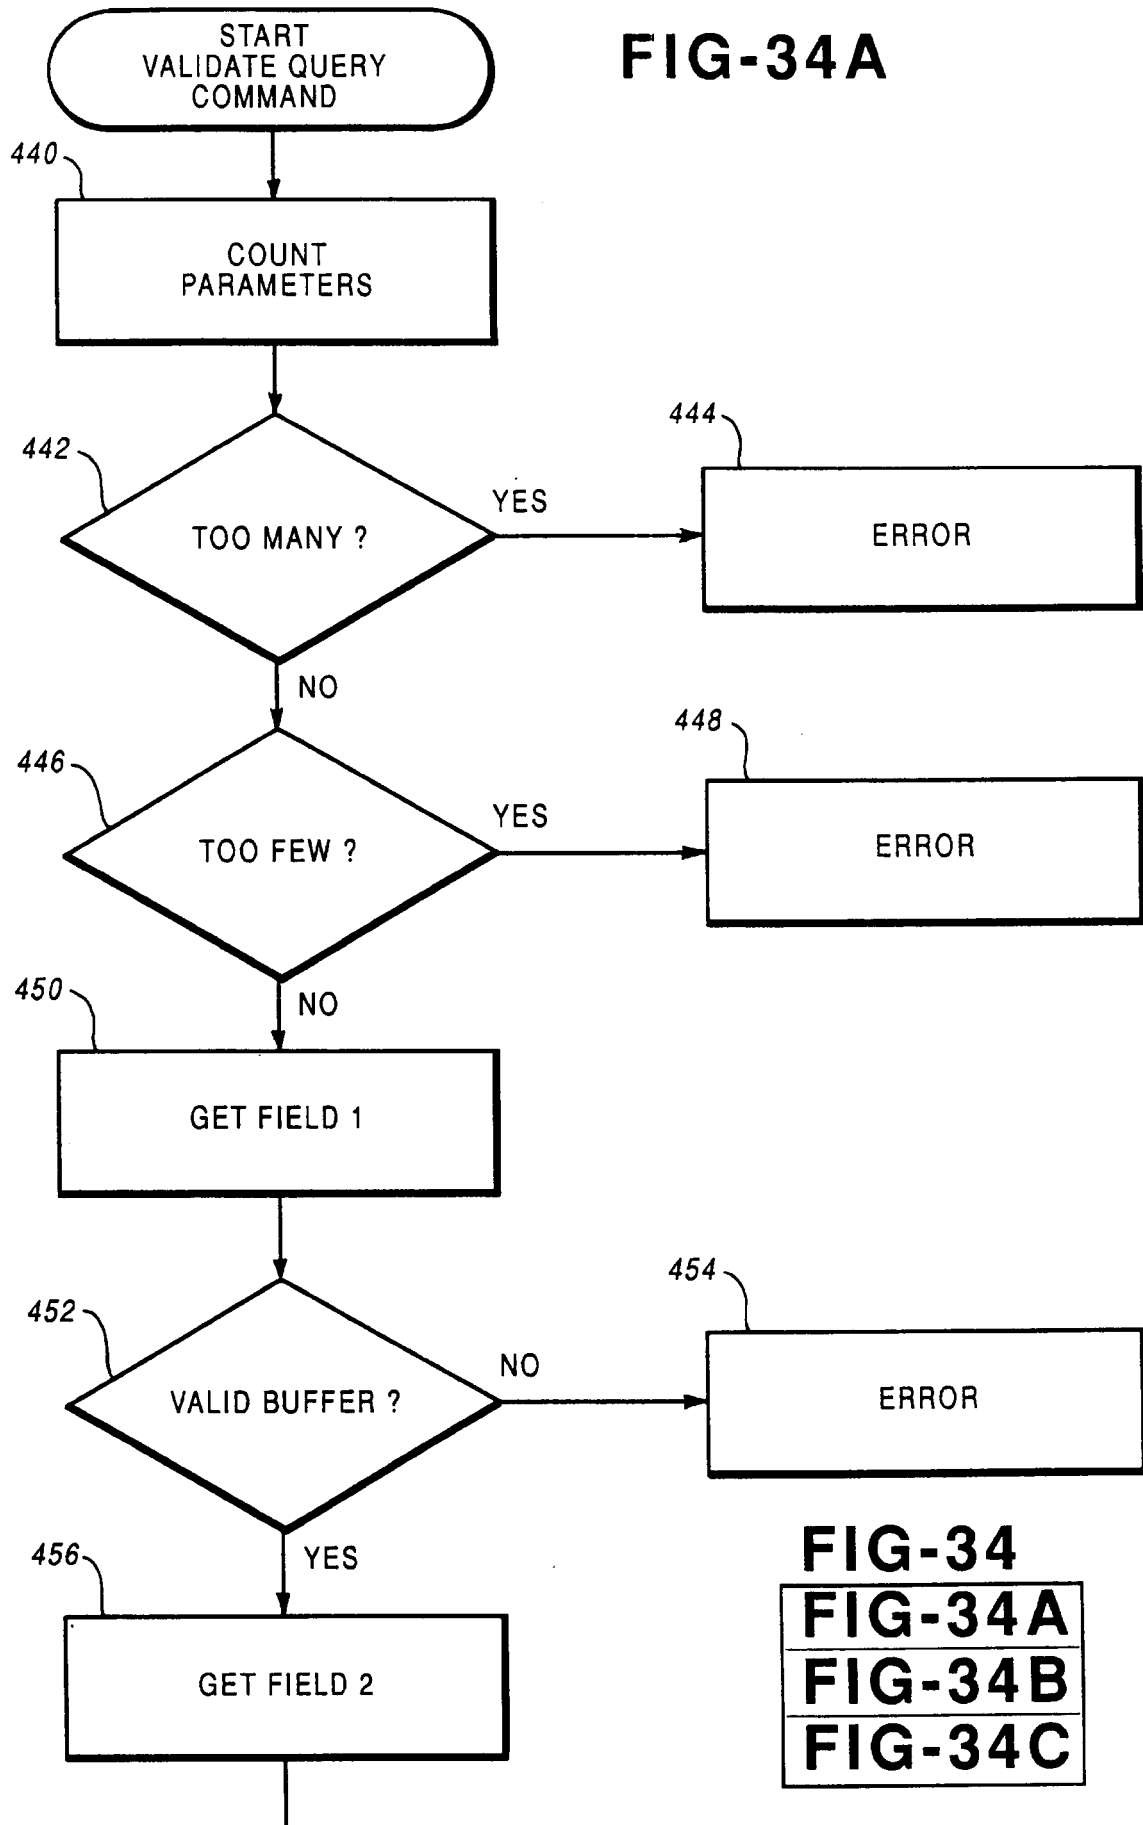 START
VALIDATE QUERY
COMMAND
FIG-34A
440
COUNT
PARAMETERS
442
TOO MANY ?
YES
444
ERROR
NO
446
TOO FEW ?
YES
448
ERROR
NO
450
GET FIELD 1
452
VALID BUFFER ?
NO
454
ERROR
YES
456
GET FIELD 2
FIG-34
FIG-34A
FIG-34B
FIG-34C